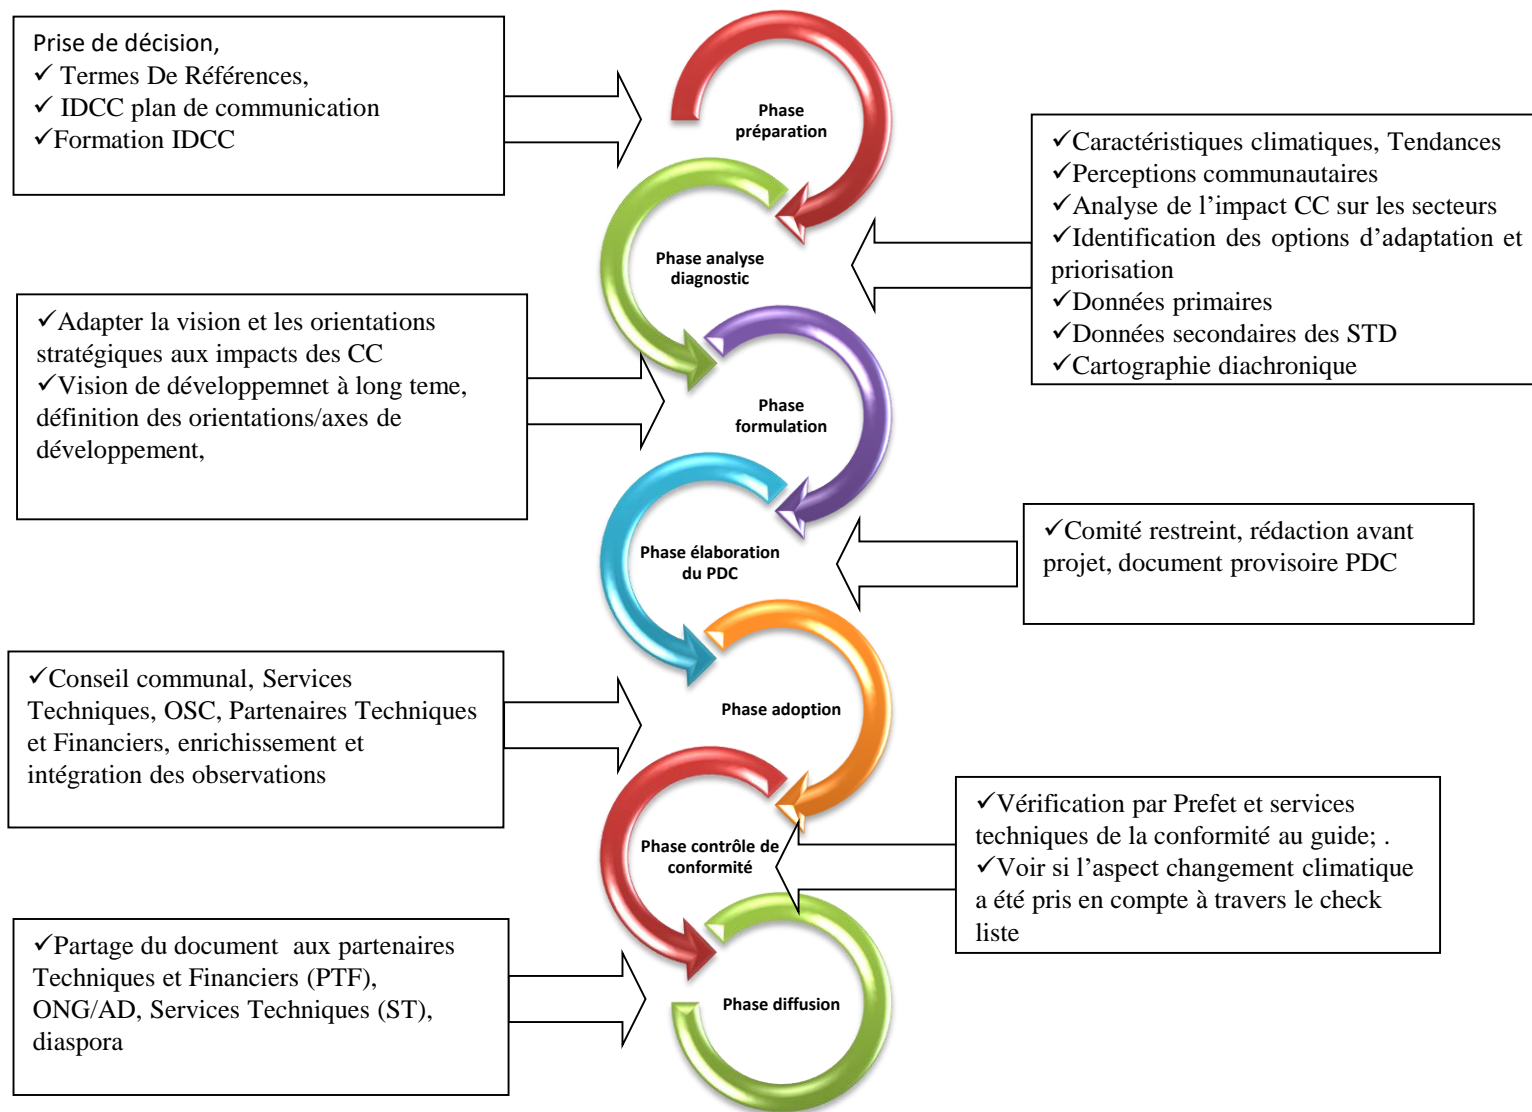 Prise de décision,
✓ Termes De Références,
✓ IDCC plan de communication
✓Formation IDCC
Phase
préparation
✓Caractéristiques climatiques, Tendances
✓Perceptions communautaires
✓Analyse de l’impact CC sur les secteurs
✓Identification des options d’adaptation et
priorisation
✓Données primaires
✓Données secondaires des STD
✓Cartographie diachronique
Phase analyse
diagnostic
✓Adapter la vision et les orientations
stratégiques aux impacts des CC
✓Vision de développemnet à long teme,
définition des orientations/axes de
développement,
Phase
formulation
✓Comité restreint, rédaction avant
projet, document provisoire PDC
Phase élaboration
du PDC
✓Conseil communal, Services
Techniques, OSC, Partenaires Techniques
et Financiers, enrichissement et
intégration des observations
Phase adoption
✓Vérification par Prefet et services
techniques de la conformité au guide; .
✓Voir si l’aspect changement climatique
a été pris en compte à travers le check
liste
Phase contrôle de
conformité
✓Partage du document aux partenaires
Techniques et Financiers (PTF),
ONG/AD, Services Techniques (ST),
diaspora
Phase diffusion